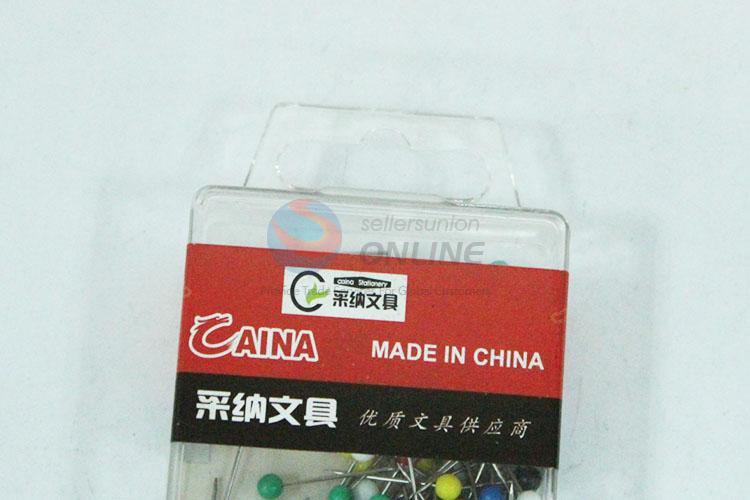 sellersunion
ONLINE
caina Stationery
采纳文具
CAINA
MADE IN CHINA
采纳文具
优质文具供应商